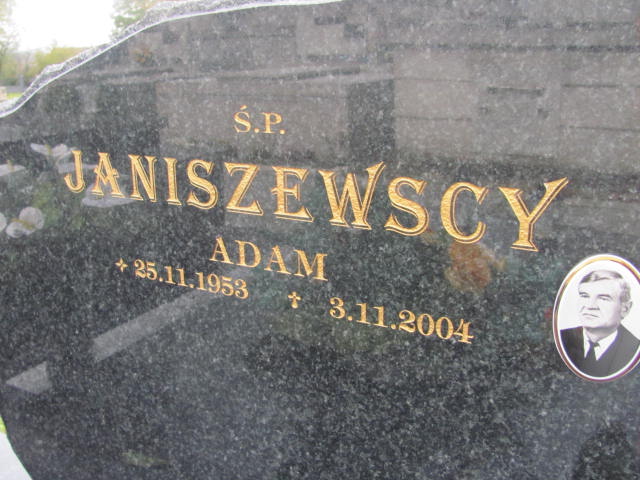 Ś.P.
JANISZEWSCY
ADAM
25.11.1953 3.11.2004